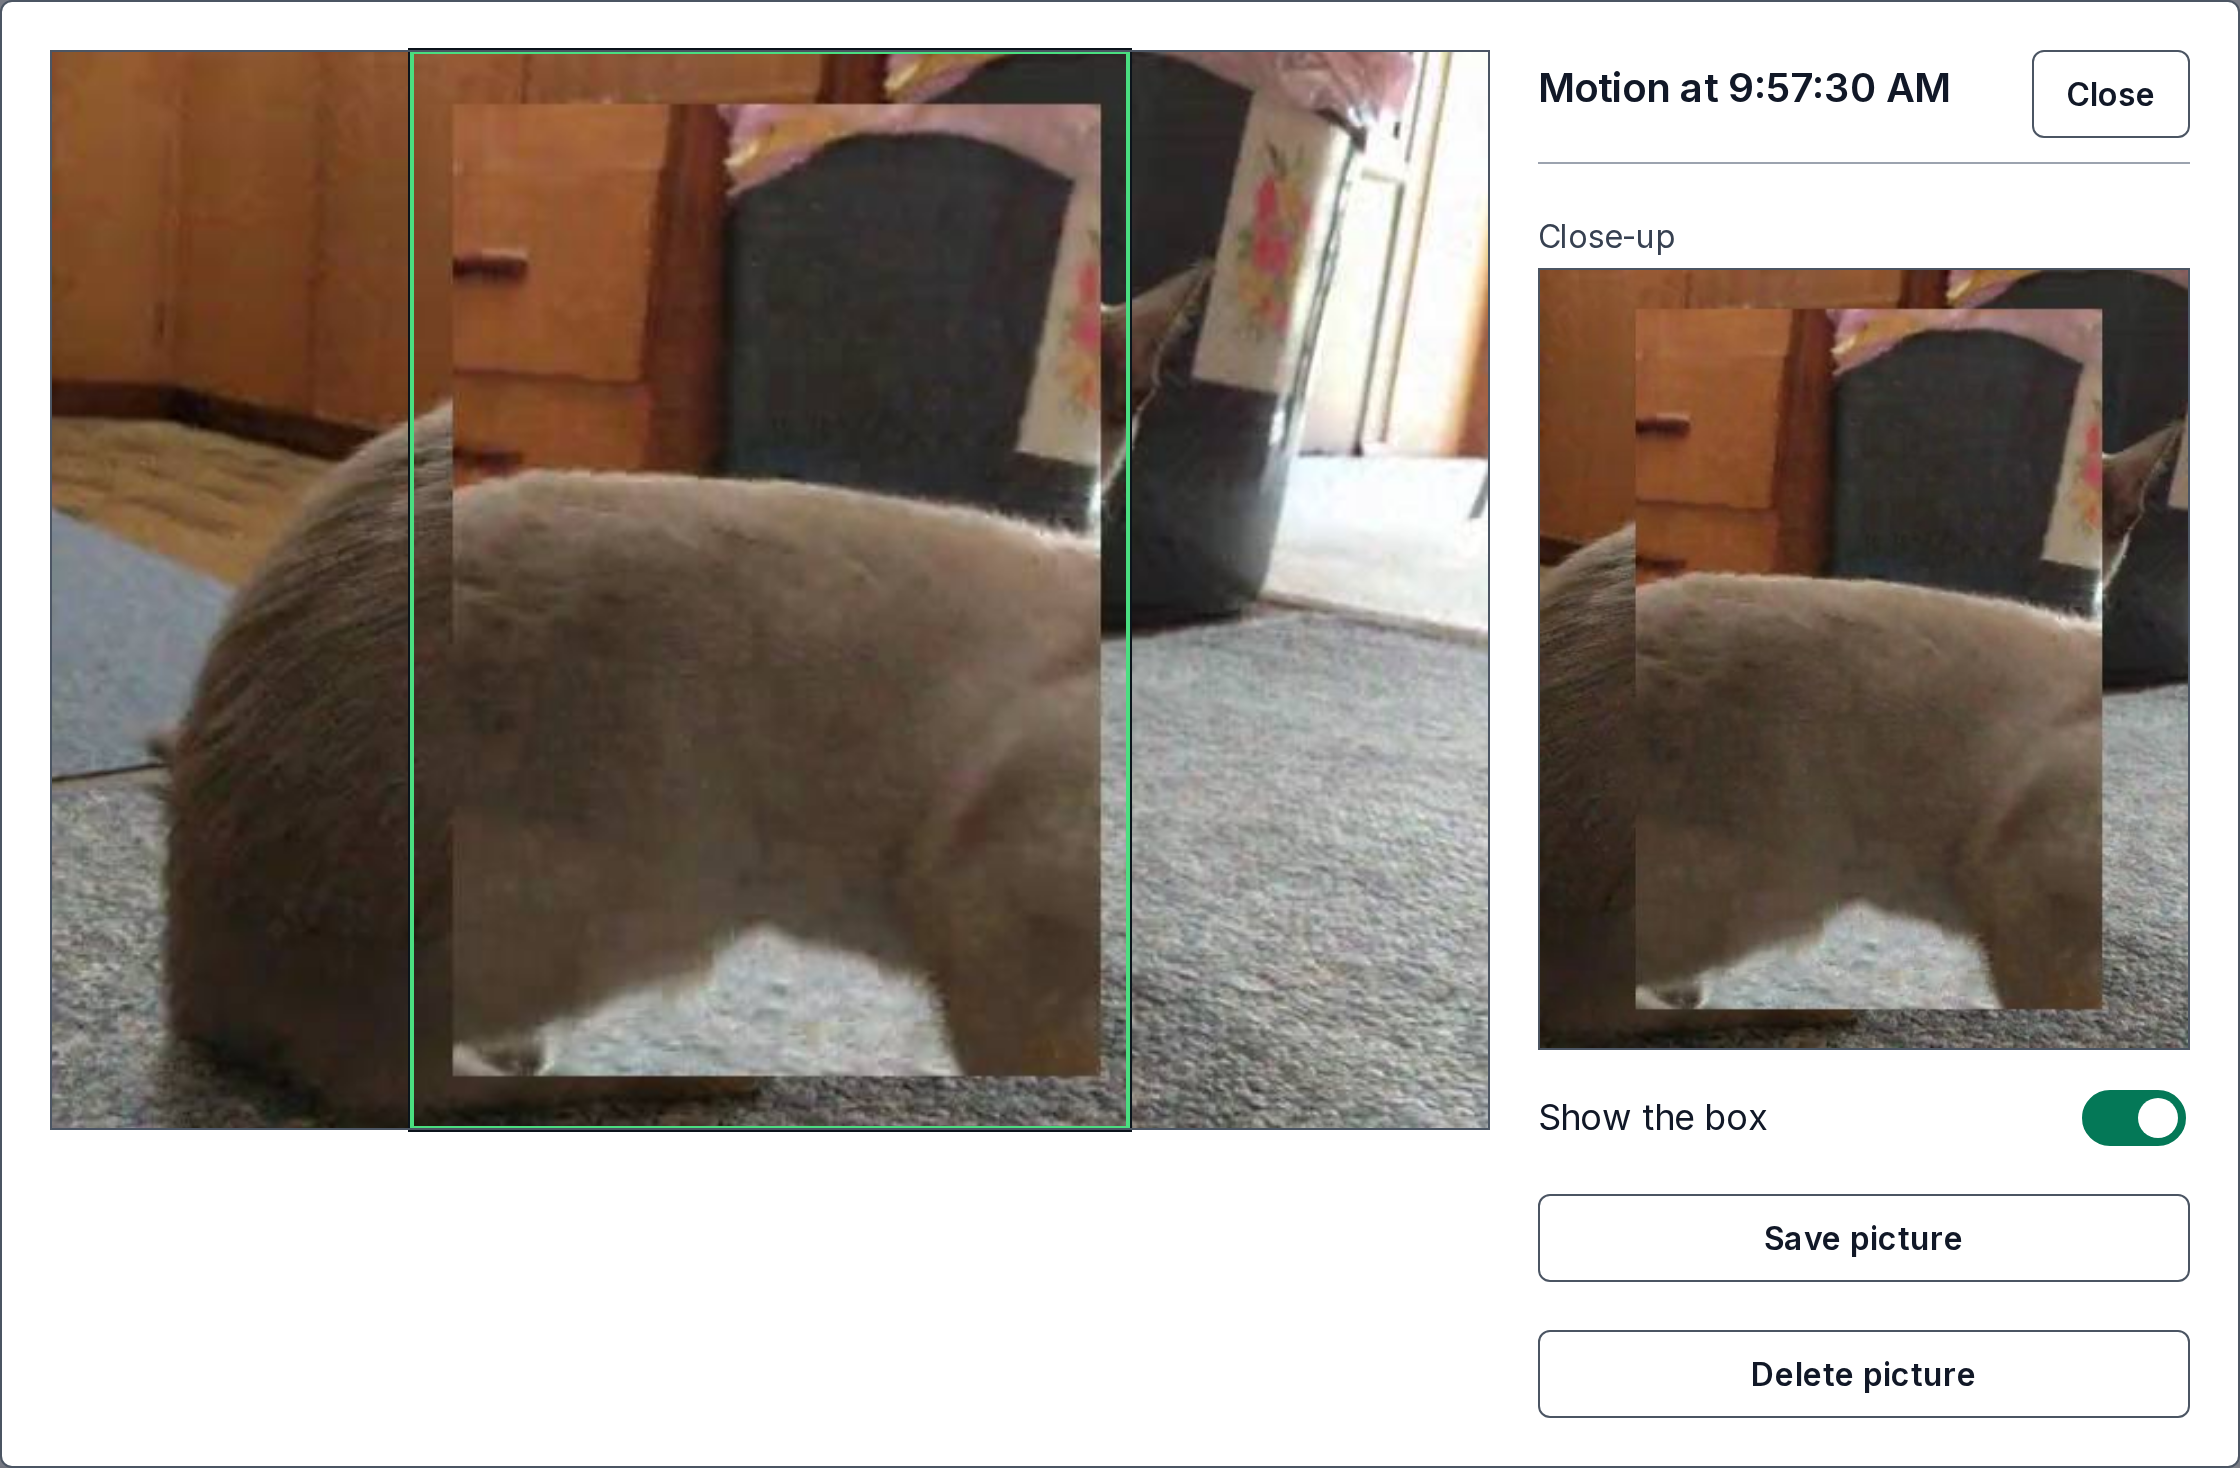 Motion at 9:57:30 AM
Close
Close-up
Show the box
Save picture
Delete picture